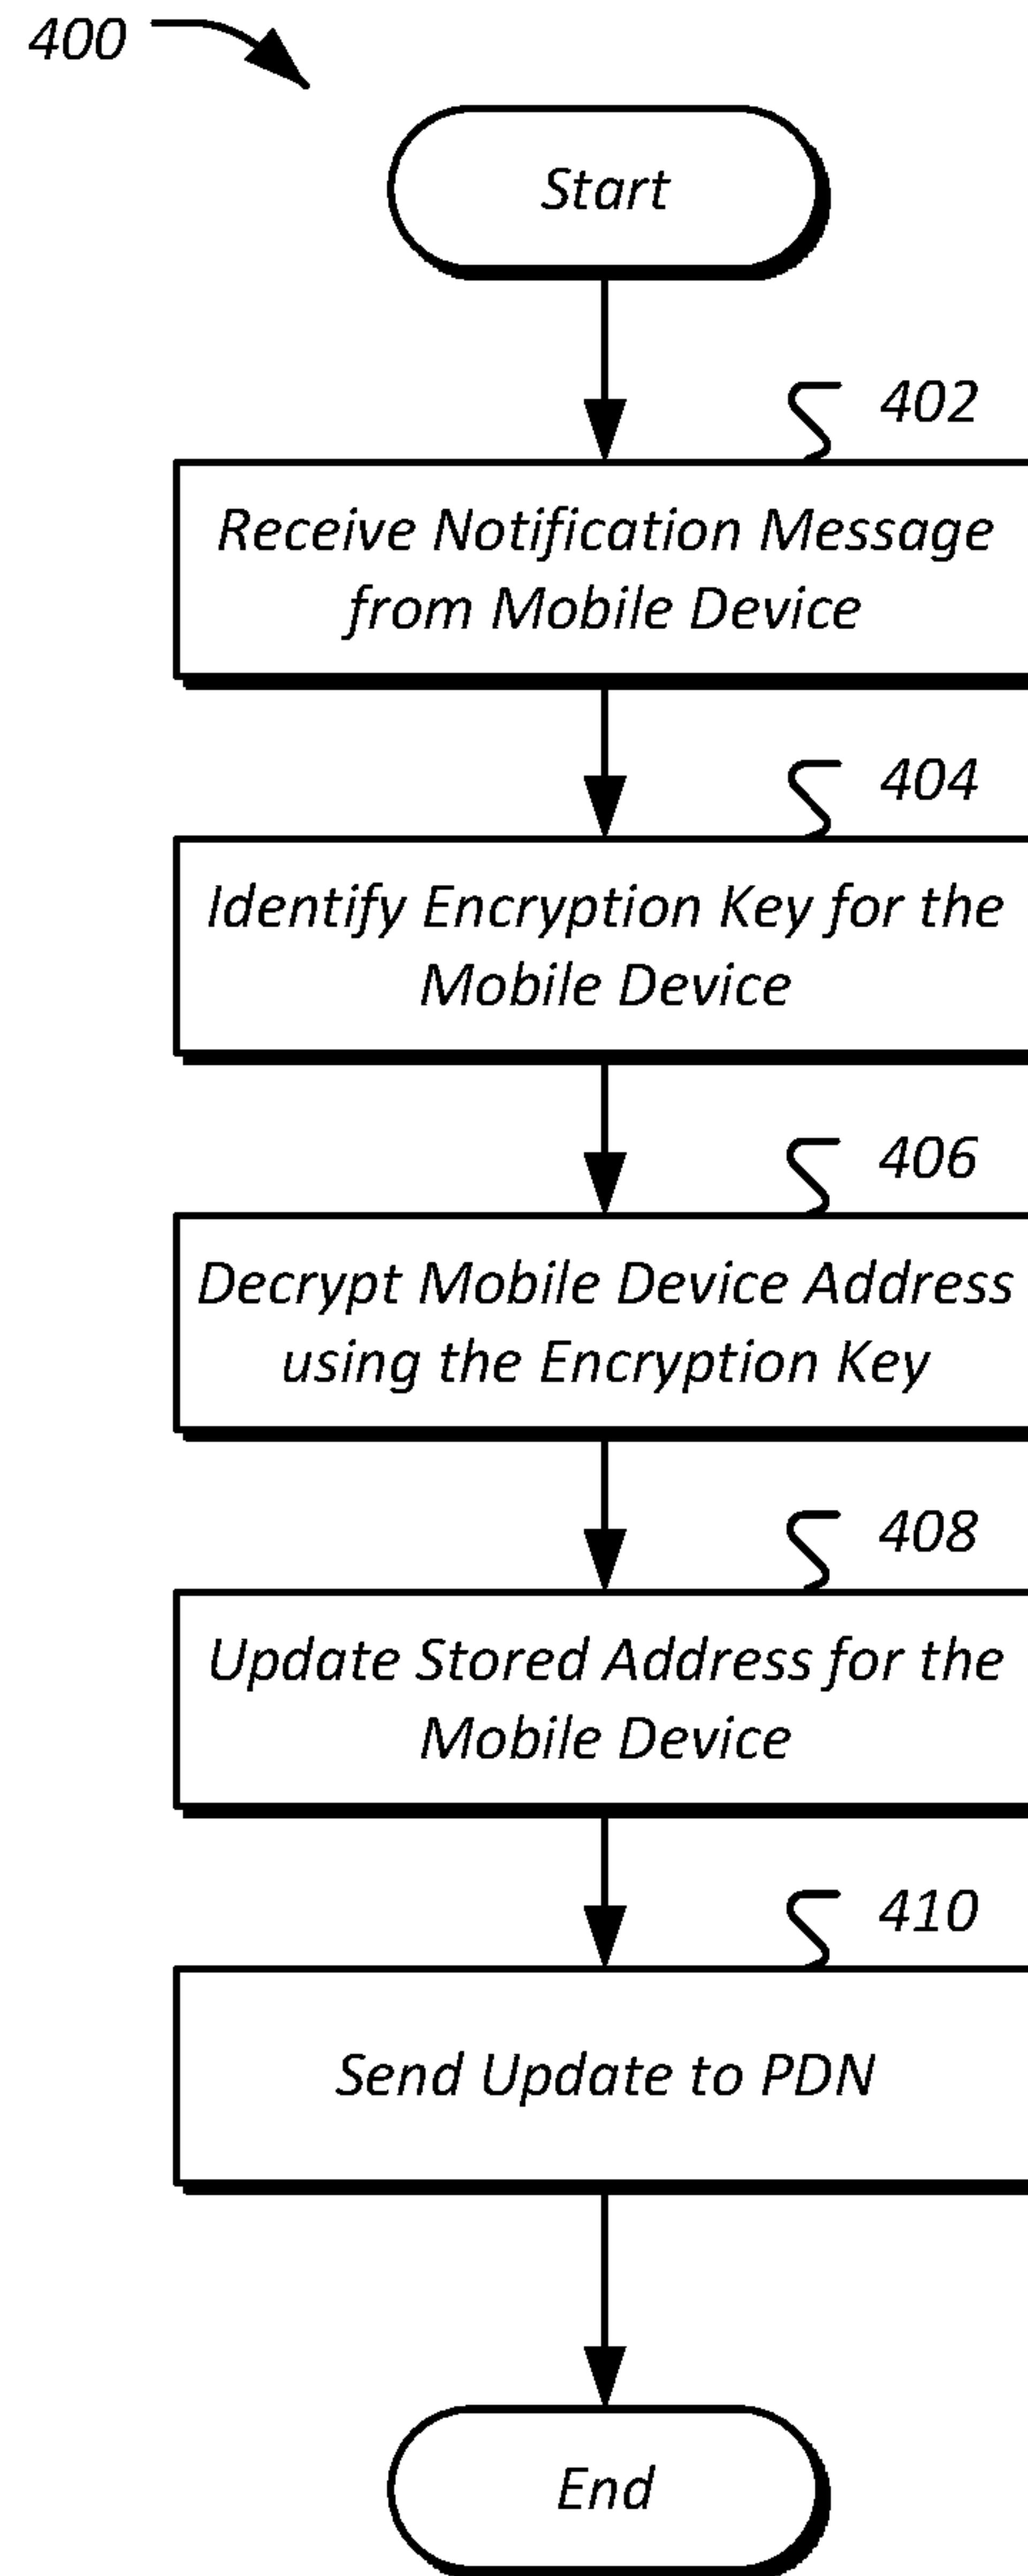 400
Start
402
Receive Notification Message
from Mobile Device
404
Identify Encryption Key for the
Mobile Device
406
Decrypt Mobile Device Address
using the Encryption Key
408
Update Stored Address for the
Mobile Device
410
Send Update to PDN
End